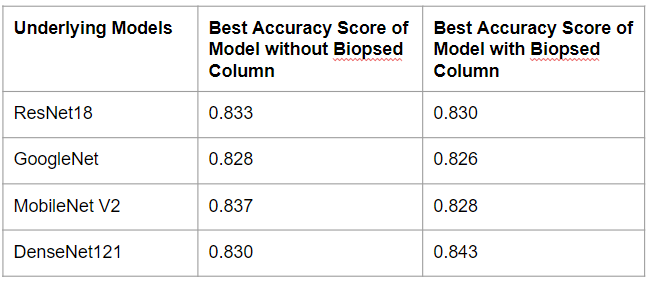 Underlying Models
Best Accuracy Score of
Model without Biopsed
Column
Best Accuracy Score of
Model with Biopsed
Column
ResNet18
0.833
0.830
GoogleNet
0.828
0.826
MobileNet V2
0.837
0.828
DenseNet121
0.830
0.843